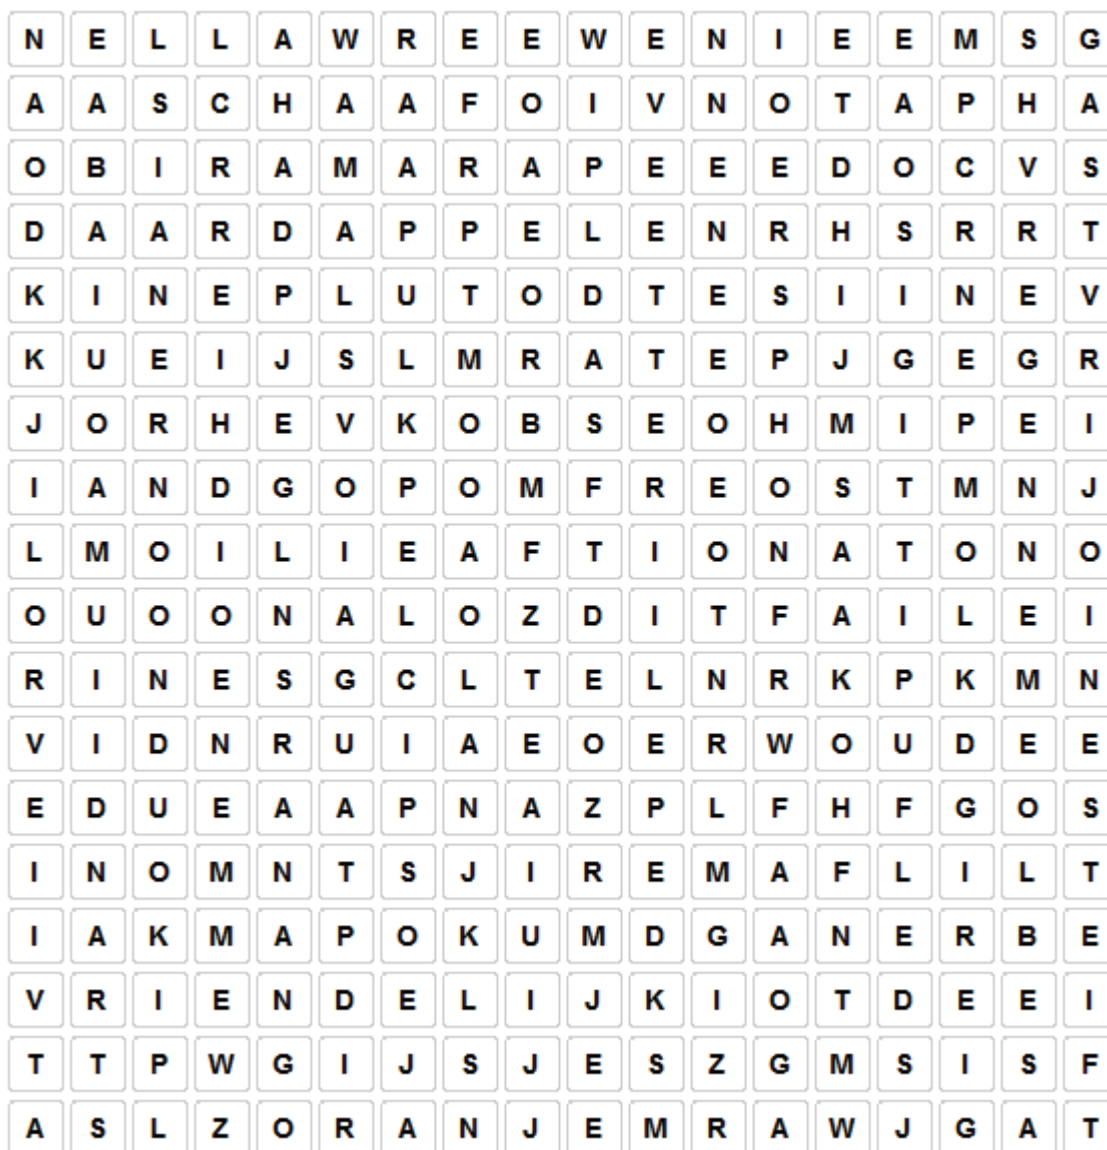 N E L L A W R E E W E N I E E M S G
A A S C H A A F O I V N O T A P H A
O B I R A M A R A P E E E D O C V S
D A A R D A P P E L E N R H S R R T
K I N E P L U T O D T E S I I N E V
K U E I J S L M R A T E P J G E G R
J O R H E V K O B S E O H M I P E I
I A N D G O P O M F R E O S T M N J
L M O I L I E A F T I O N A T O N O
O U O O N A L O Z D I T F A I L E I
R I N E S G C L T E L N R K P K M N
V I D N R U I A E O E R W O U D E E
E D U E A A P N A Z P L F H F G O S
I N O M N T S J I R E M A F L I L T
I A K M A P O K U M D G A N E R B E
V R I E N D E L I J K I O T D E E I
T T P W G I J S J E S Z G M S I S F
A S L Z O R A N J E M R A W J G A T